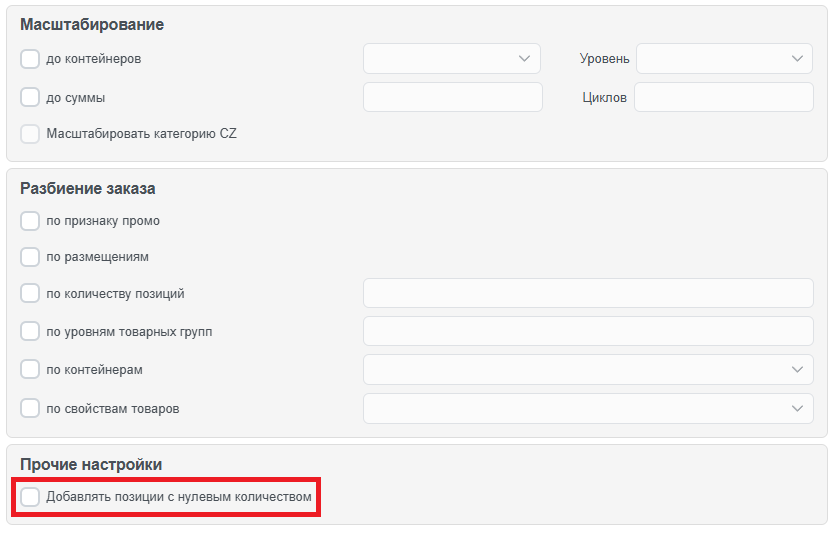 Масштабирование
до контейнеров Уровень
до суммы Циклов
Масштабировать категорию CZ
Разбиение заказа
по признаку промо
по размещениям
по количеству позиций
по уровням товарных групп
по контейнерам
по свойствам товаров
Прочие настройки
Добавлять позиции с нулевым количеством